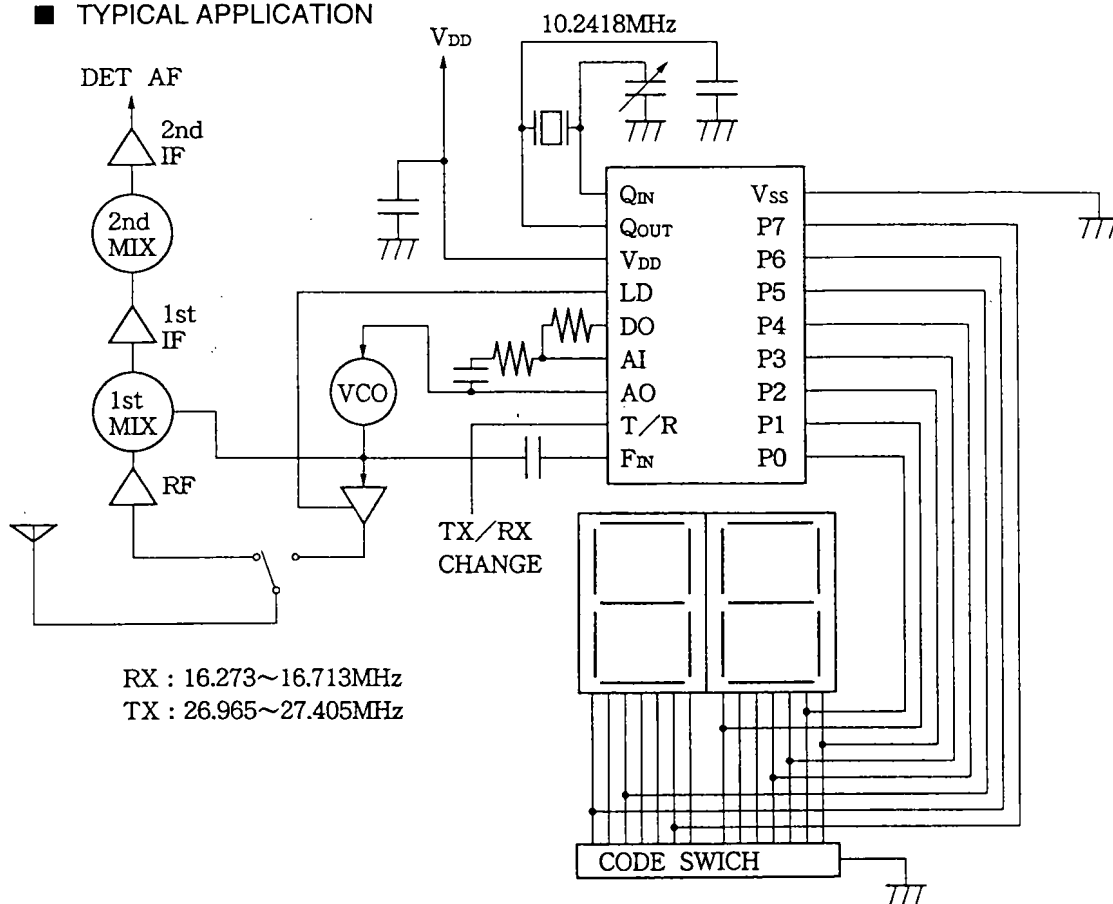 ■ TYPICAL APPLICATION
VDD
10.2418MHz
DET AF
2nd
IF
2nd
MIX
1st
IF
1st
MIX
RF
VCO
QIN
QOUT
VDD
LD
DO
AI
AO
T/R
FIN
VSS
P7
P6
P5
P4
P3
P2
P1
P0
TX/RX
CHANGE
RX : 16.273~16.713MHz
TX : 26.965~27.405MHz
CODE SWICH